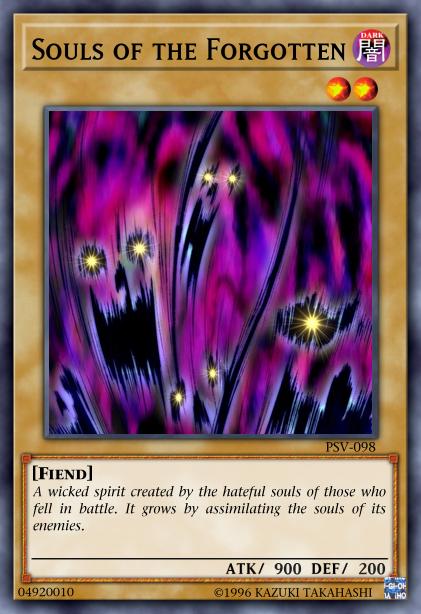 Souls of the Forgotten
DARK
闇
PSV-098
[Fiend]
A wicked spirit created by the hateful souls of those who
fell in battle. It grows by assimilating the souls of its
enemies.
ATK/ 900 DEF/ 200
04920010
©1996 KAZUKI TAKAHASHI